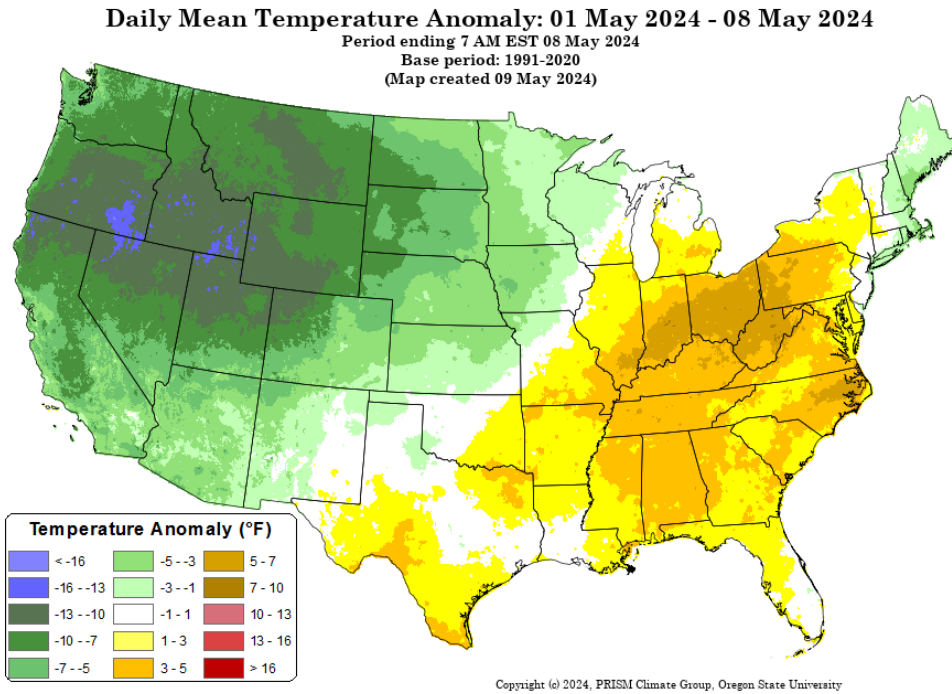 Daily Mean Temperature Anomaly: 01 May 2024 - 08 May 2024
Period ending 7 AM EST 08 May 2024
Base period: 1991-2020
(Map created 09 May 2024)
Temperature Anomaly (°F)
< -16
-5 - -3
5 - 7
-16 - -13
-3 - -1
7 - 10
-13 - -10
-1 - 1
10 - 13
-10 - -7
1 - 3
13 - 16
-7 - -5
3 - 5
> 16
Copyright (c) 2024, PRISM Climate Group, Oregon State University